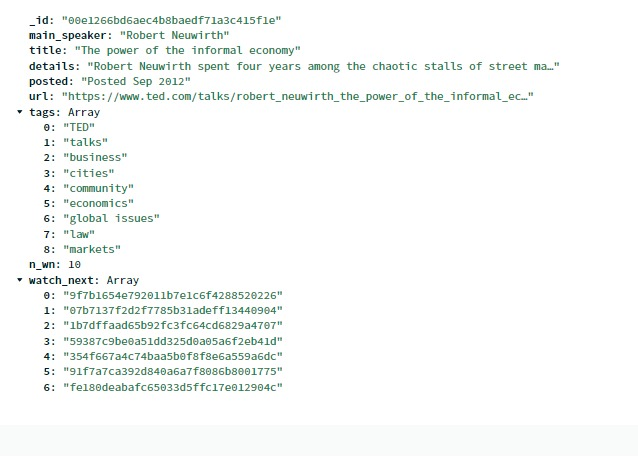 _id: "00e1266bd6aec4b8baedf71a3c415f1e"
main_speaker: "Robert Neuwirth"
title: "The power of the informal economy"
details: "Robert Neuwirth spent four years among the chaotic stalls of street ma…"
posted: "Posted Sep 2012"
url: "https://www.ted.com/talks/robert_neuwirth_the_power_of_the_informal_ec…"
tags: Array
0: "TED"
1: "talks"
2: "business"
3: "cities"
4: "community"
5: "economics"
6: "global issues"
7: "law"
8: "markets"
n_wn: 10
watch_next: Array
0: "9f7b1654e792011b7e1c6f4288520226"
1: "07b7137f2d2f7785b31adeff13440904"
2: "1b7dffaad65b92fc3fc64cd6829a4707"
3: "59387c9be0a51dd325d0a05a6f2eb41d"
4: "354f667a4c74baa5b0f8f8e6a559a6dc"
5: "91f7a7ca392d840a6a7f8086b8001775"
6: "fe180deabafc65033d5ffc17e012904c"